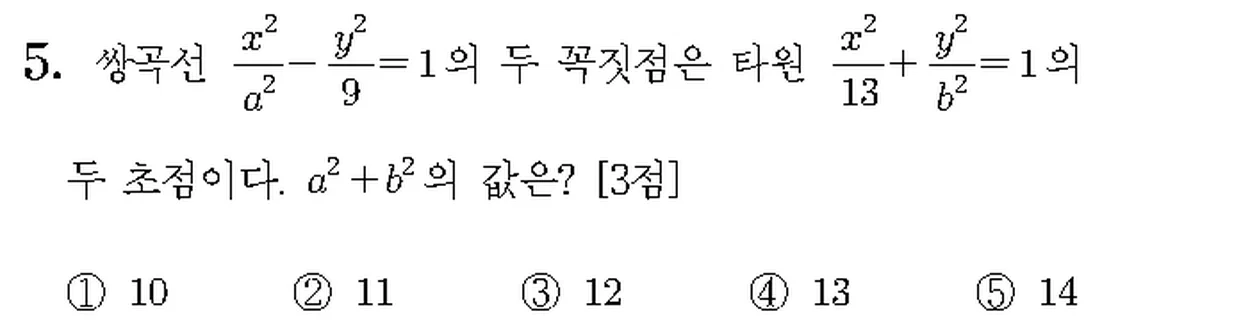 5. 쌍곡선 x²/a² − y²/9 = 1의 두 꼭짓점은 타원 x²/13 + y²/b² = 1의
두 초점이다. a² + b²의 값은? [3점]
① 10 ② 11 ③ 12 ④ 13 ⑤ 14